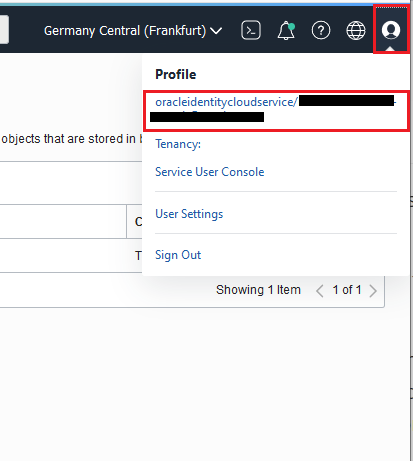 Germany Central (Frankfurt)
Profile
oracleidentitycloudservice/
objects that are stored in
Tenancy:
Service User Console
User Settings
Sign Out
Showing 1 Item
1 of 1